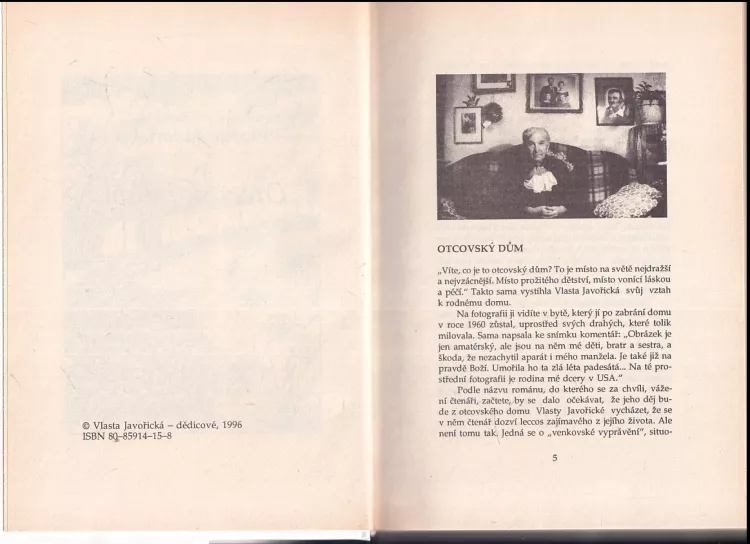 © Vlasta Javořická – dědicové, 1996
ISBN 80–85914–15–8
OTCOVSKÝ DŮM
„Víte, co je to otcovský dům? To je místo na světě nejdražší
a nejvzácnější. Místo prožitého dětství, místo vonící láskou
a péčí.“ Takto sama vystihla Vlasta Javořická svůj vztah
k rodnému domu.
Na fotografii ji vidíte v bytě, který jí po zabrání domu
v roce 1960 zůstal, uprostřed svých drahých, které tolik
milovala. Sama napsala ke snímku komentář: „Obrázek je
jen amatérský, ale jsou na něm mé děti, bratr a sestra, a
škoda, že nezachytil aparát i mého manžela. Je také již na
pravdě Boží. Umořila ho ta zlá léta padesátá... Na té pro-
střední fotografii je rodina mé dcery v USA.“
Podle názvu románu, do kterého se za chvíli, váže-
ní čtenáři, začtete, by se dalo očekávat, že jeho děj bu-
de z otcovského domu Vlasty Javořické vycházet, že se
v něm čtenář dozví leccos zajímavého z jejího života. Ale
není tomu tak. Jedná se o „venkovské vyprávění“, situo-
5